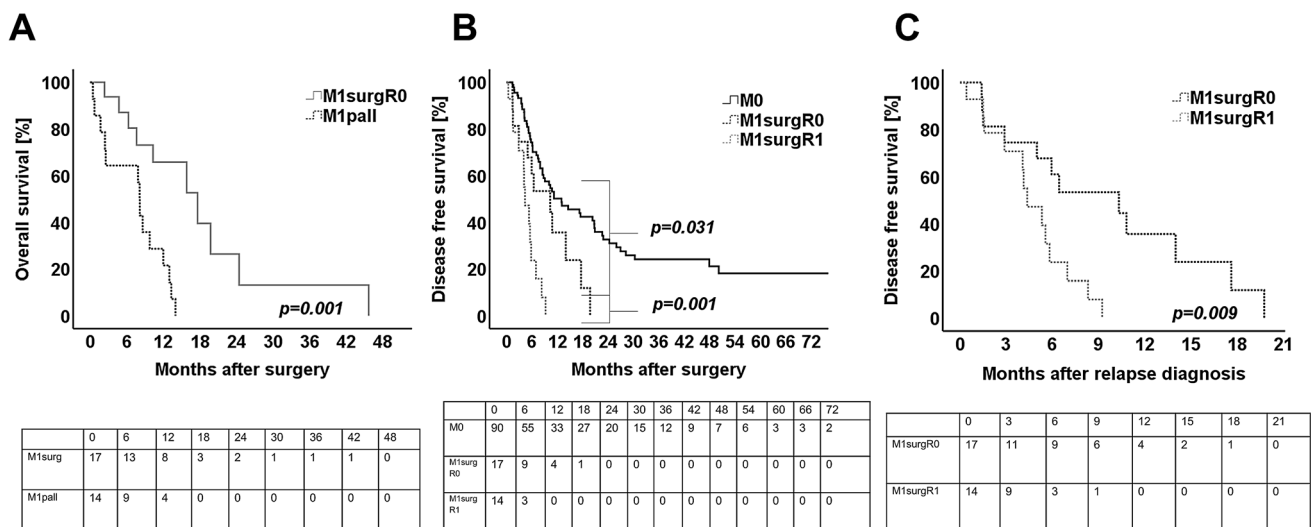 A
B
C
Overall survival [%]
100
80
60
40
20
0
M1surgR0
M1pall
p=0.001
0 6 12 18 24 30 36 42 48
Months after surgery
Disease free survival [%]
100
80
60
40
20
0
M0
M1surgR0
M1surgR1
p=0.031
p=0.001
0 6 12 18 24 30 36 42 48 54 60 66 72
Months after surgery
Disease free survival [%]
100
80
60
40
20
0
M1surgR0
M1surgR1
p=0.009
0 3 6 9 12 15 18 21
Months after relapse diagnosis
0 6 12 18 24 30 36 42 48
M1surg 17 13 8 3 2 1 1 1 0
M1pall 14 9 4 0 0 0 0 0 0
0 6 12 18 24 30 36 42 48 54 60 66 72
M0 90 55 33 27 20 15 12 9 7 6 3 3 2
M1surg
R0 17 9 4 1 0 0 0 0 0 0 0 0 0
M1surg
R1 14 3 0 0 0 0 0 0 0 0 0 0 0
0 3 6 9 12 15 18 21
M1surgR0 17 11 9 6 4 2 1 0
M1surgR1 14 9 3 1 0 0 0 0